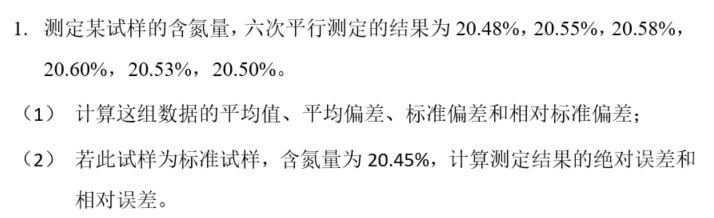 1. 测定某试样的含氮量，六次平行测定的结果为 20.48%，20.55%，20.58%，
20.60%，20.53%，20.50%。
（1） 计算这组数据的平均值、平均偏差、标准偏差和相对标准偏差；
（2） 若此试样为标准试样，含氮量为 20.45%，计算测定结果的绝对误差和
相对误差。